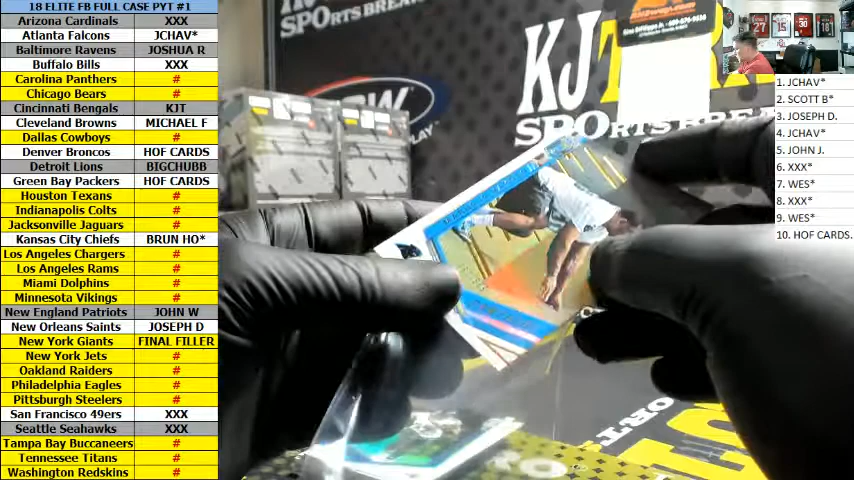 18 ELITE FB FULL CASE PYT #1
Arizona Cardinals XXX
Atlanta Falcons JCHAV*
Baltimore Ravens JOSHUA R
Buffalo Bills XXX
Carolina Panthers #
Chicago Bears #
Cincinnati Bengals KJT
Cleveland Browns MICHAEL F
Dallas Cowboys #
Denver Broncos HOF CARDS
Detroit Lions BIGCHUBB
Green Bay Packers HOF CARDS
Houston Texans #
Indianapolis Colts #
Jacksonville Jaguars #
Kansas City Chiefs BRUN HO*
Los Angeles Chargers #
Los Angeles Rams #
Miami Dolphins #
Minnesota Vikings #
New England Patriots JOHN W
New Orleans Saints JOSEPH D
New York Giants FINAL FILLER
New York Jets #
Oakland Raiders #
Philadelphia Eagles #
Pittsburgh Steelers #
San Francisco 49ers XXX
Seattle Seahawks XXX
Tampa Bay Buccaneers #
Tennessee Titans #
Washington Redskins #
SPORTS BREAK
KJT
SPORTS BREA
1. JCHAV*
2. SCOTT B*
3. JOSEPH D.
4. JCHAV*
5. JOHN J.
6. XXX*
7. WES*
8. XXX*
9. WES*
10. HOF CARDS.